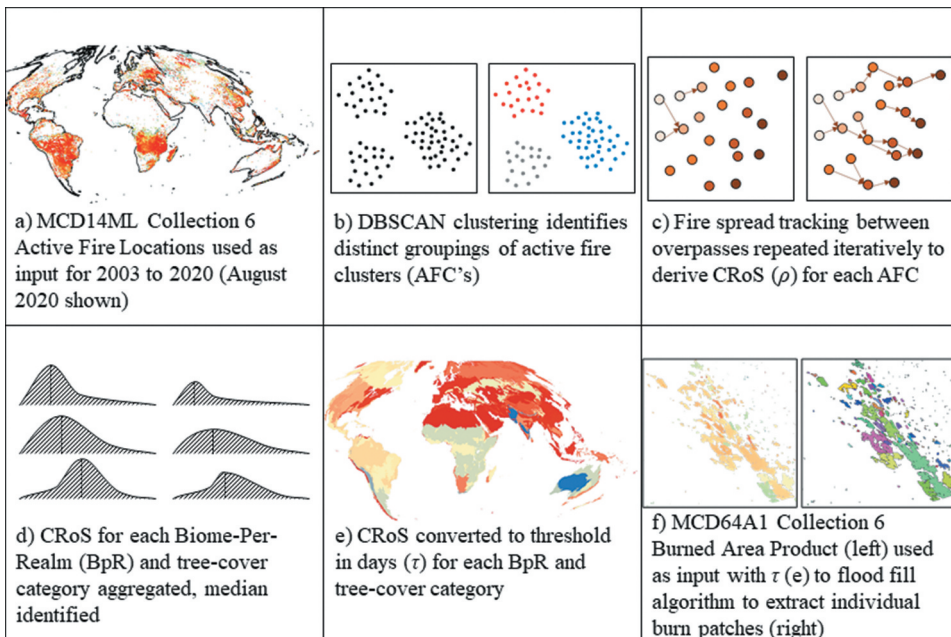 a) MCD14ML Collection 6
Active Fire Locations used as
input for 2003 to 2020 (August
2020 shown)
b) DBSCAN clustering identifies
distinct groupings of active fire
clusters (AFC's)
c) Fire spread tracking between
overpasses repeated iteratively to
derive CRoS (ρ) for each AFC
d) CRoS for each Biome-Per-
Realm (BpR) and tree-cover
category aggregated, median
identified
e) CRoS converted to threshold
in days (τ) for each BpR and
tree-cover category
f) MCD64A1 Collection 6
Burned Area Product (left) used
as input with τ (e) to flood fill
algorithm to extract individual
burn patches (right)